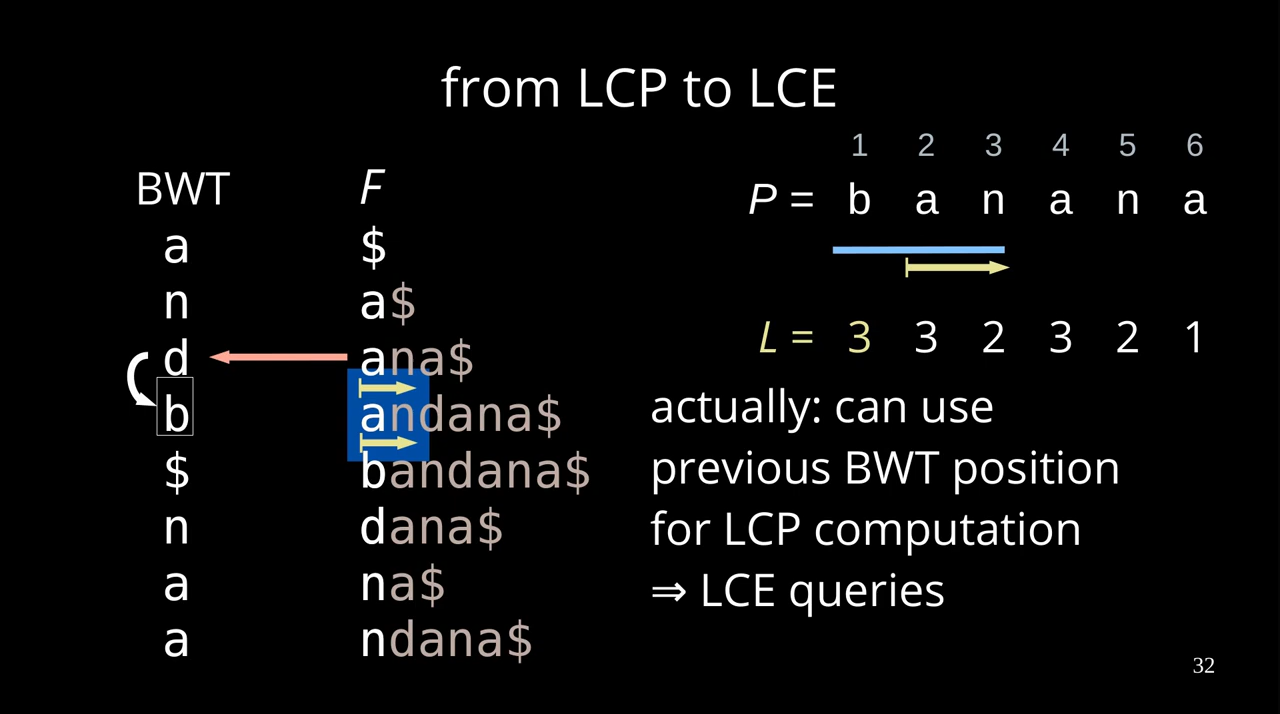 from LCP to LCE
1 2 3 4 5 6
P = b a n a n a
L = 3 3 2 3 2 1
BWT F
a $
n a$
d ana$
b andana$
$ bandana$
n dana$
a na$
a ndana$
actually: can use
previous BWT position
for LCP computation
⇒ LCE queries
32